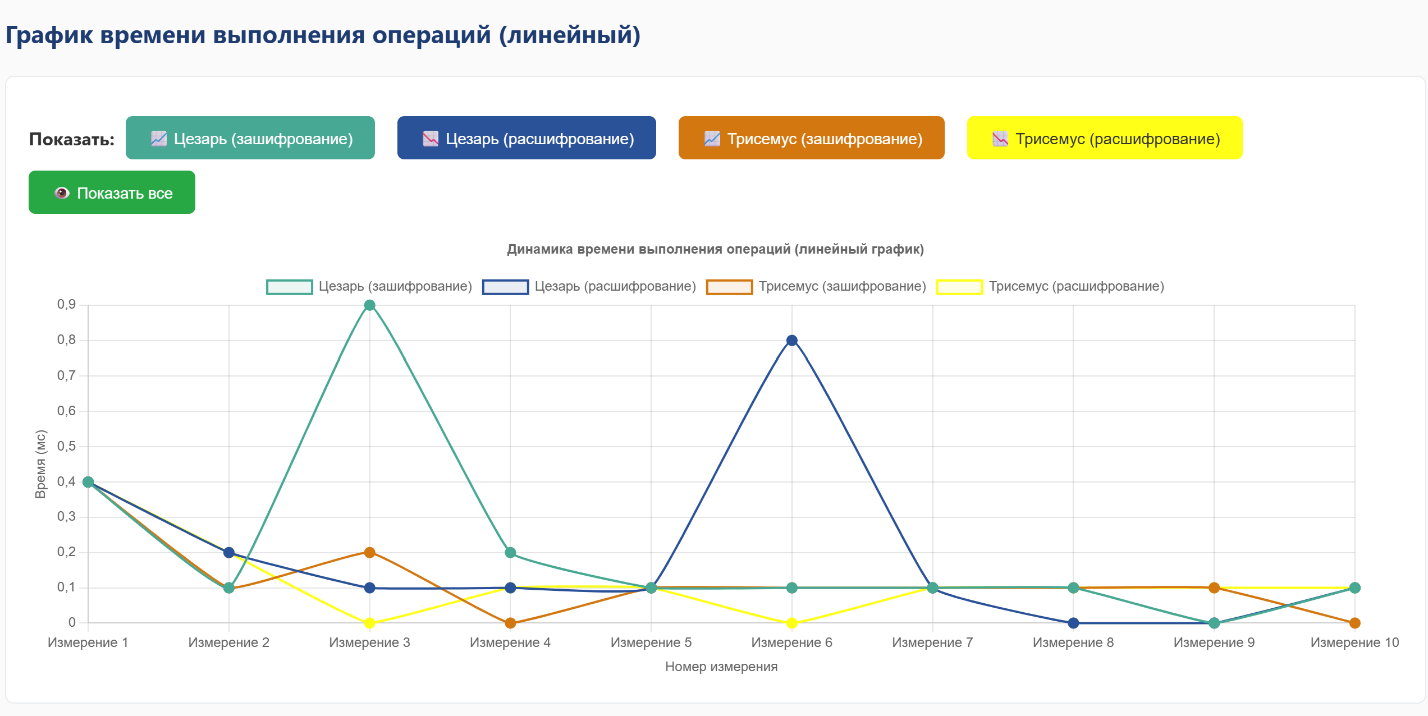 График времени выполнения операций (линейный)
Показать: Цезарь (зашифрование) Цезарь (расшифрование) Трисемус (зашифрование) Трисемус (расшифрование)
Показать все
Динамика времени выполнения операций (линейный график)
Цезарь (зашифрование) Цезарь (расшифрование) Трисемус (зашифрование) Трисемус (расшифрование)
0,9
0,8
0,7
0,6
0,5
0,4
0,3
0,2
0,1
0
Время (мс)
Измерение 1 Измерение 2 Измерение 3 Измерение 4 Измерение 5 Измерение 6 Измерение 7 Измерение 8 Измерение 9 Измерение 10
Номер измерения